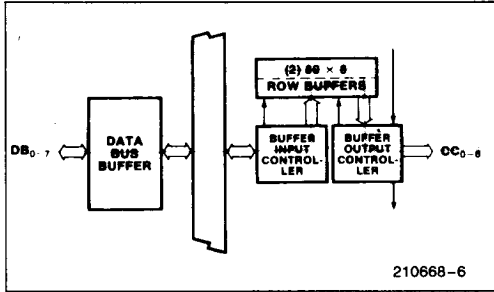 (2) 80 × 8
ROW BUFFERS
DB0-7
DATA
BUS
BUFFER
BUFFER
INPUT
CONTROL-
LER
BUFFER
OUTPUT
CONTROL-
LER
CC0-6
210668-6